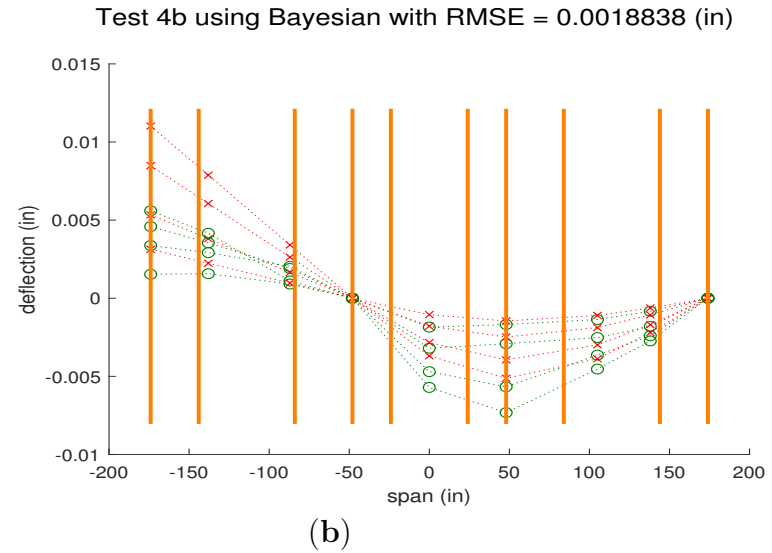 Test 4b using Bayesian with RMSE = 0.0018838 (in)
0.015
0.01
0.005
0
-0.005
-0.01
deflection (in)
-200 -150 -100 -50 0 50 100 150 200
span (in)
(b)